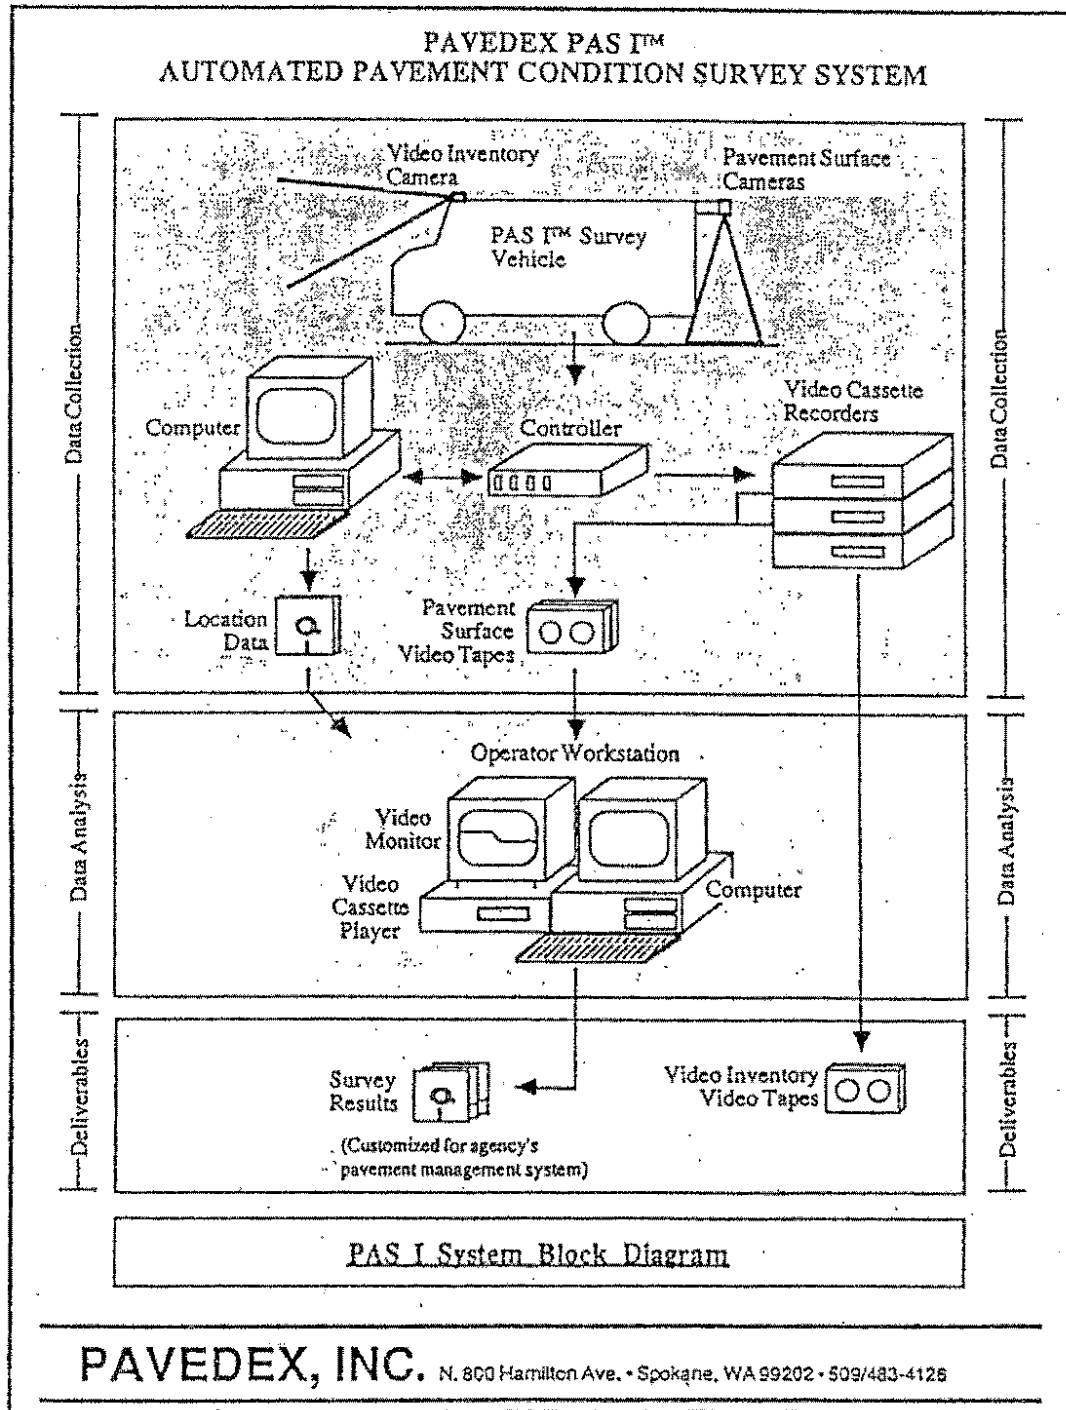 PAVEDEX PAS I™
AUTOMATED PAVEMENT CONDITION SURVEY SYSTEM
Video Inventory
Camera
Pavement Surface
Cameras
PAS I™ Survey
Vehicle
Data Collection
Data Collection
Computer
Controller
Video Cassette
Recorders
Location
Data
Pavement
Surface
Video Tapes
Data Analysis
Data Analysis
Operator Workstation
Video
Monitor
Video
Cassette
Player
Computer
Deliverables
Deliverables
Survey
Results
(Customized for agency's
pavement management system)
Video Inventory
Video Tapes
PAS I System Block Diagram
PAVEDEX, INC. N. 800 Hamilton Ave. • Spokane, WA 99202 • 509/483-4126